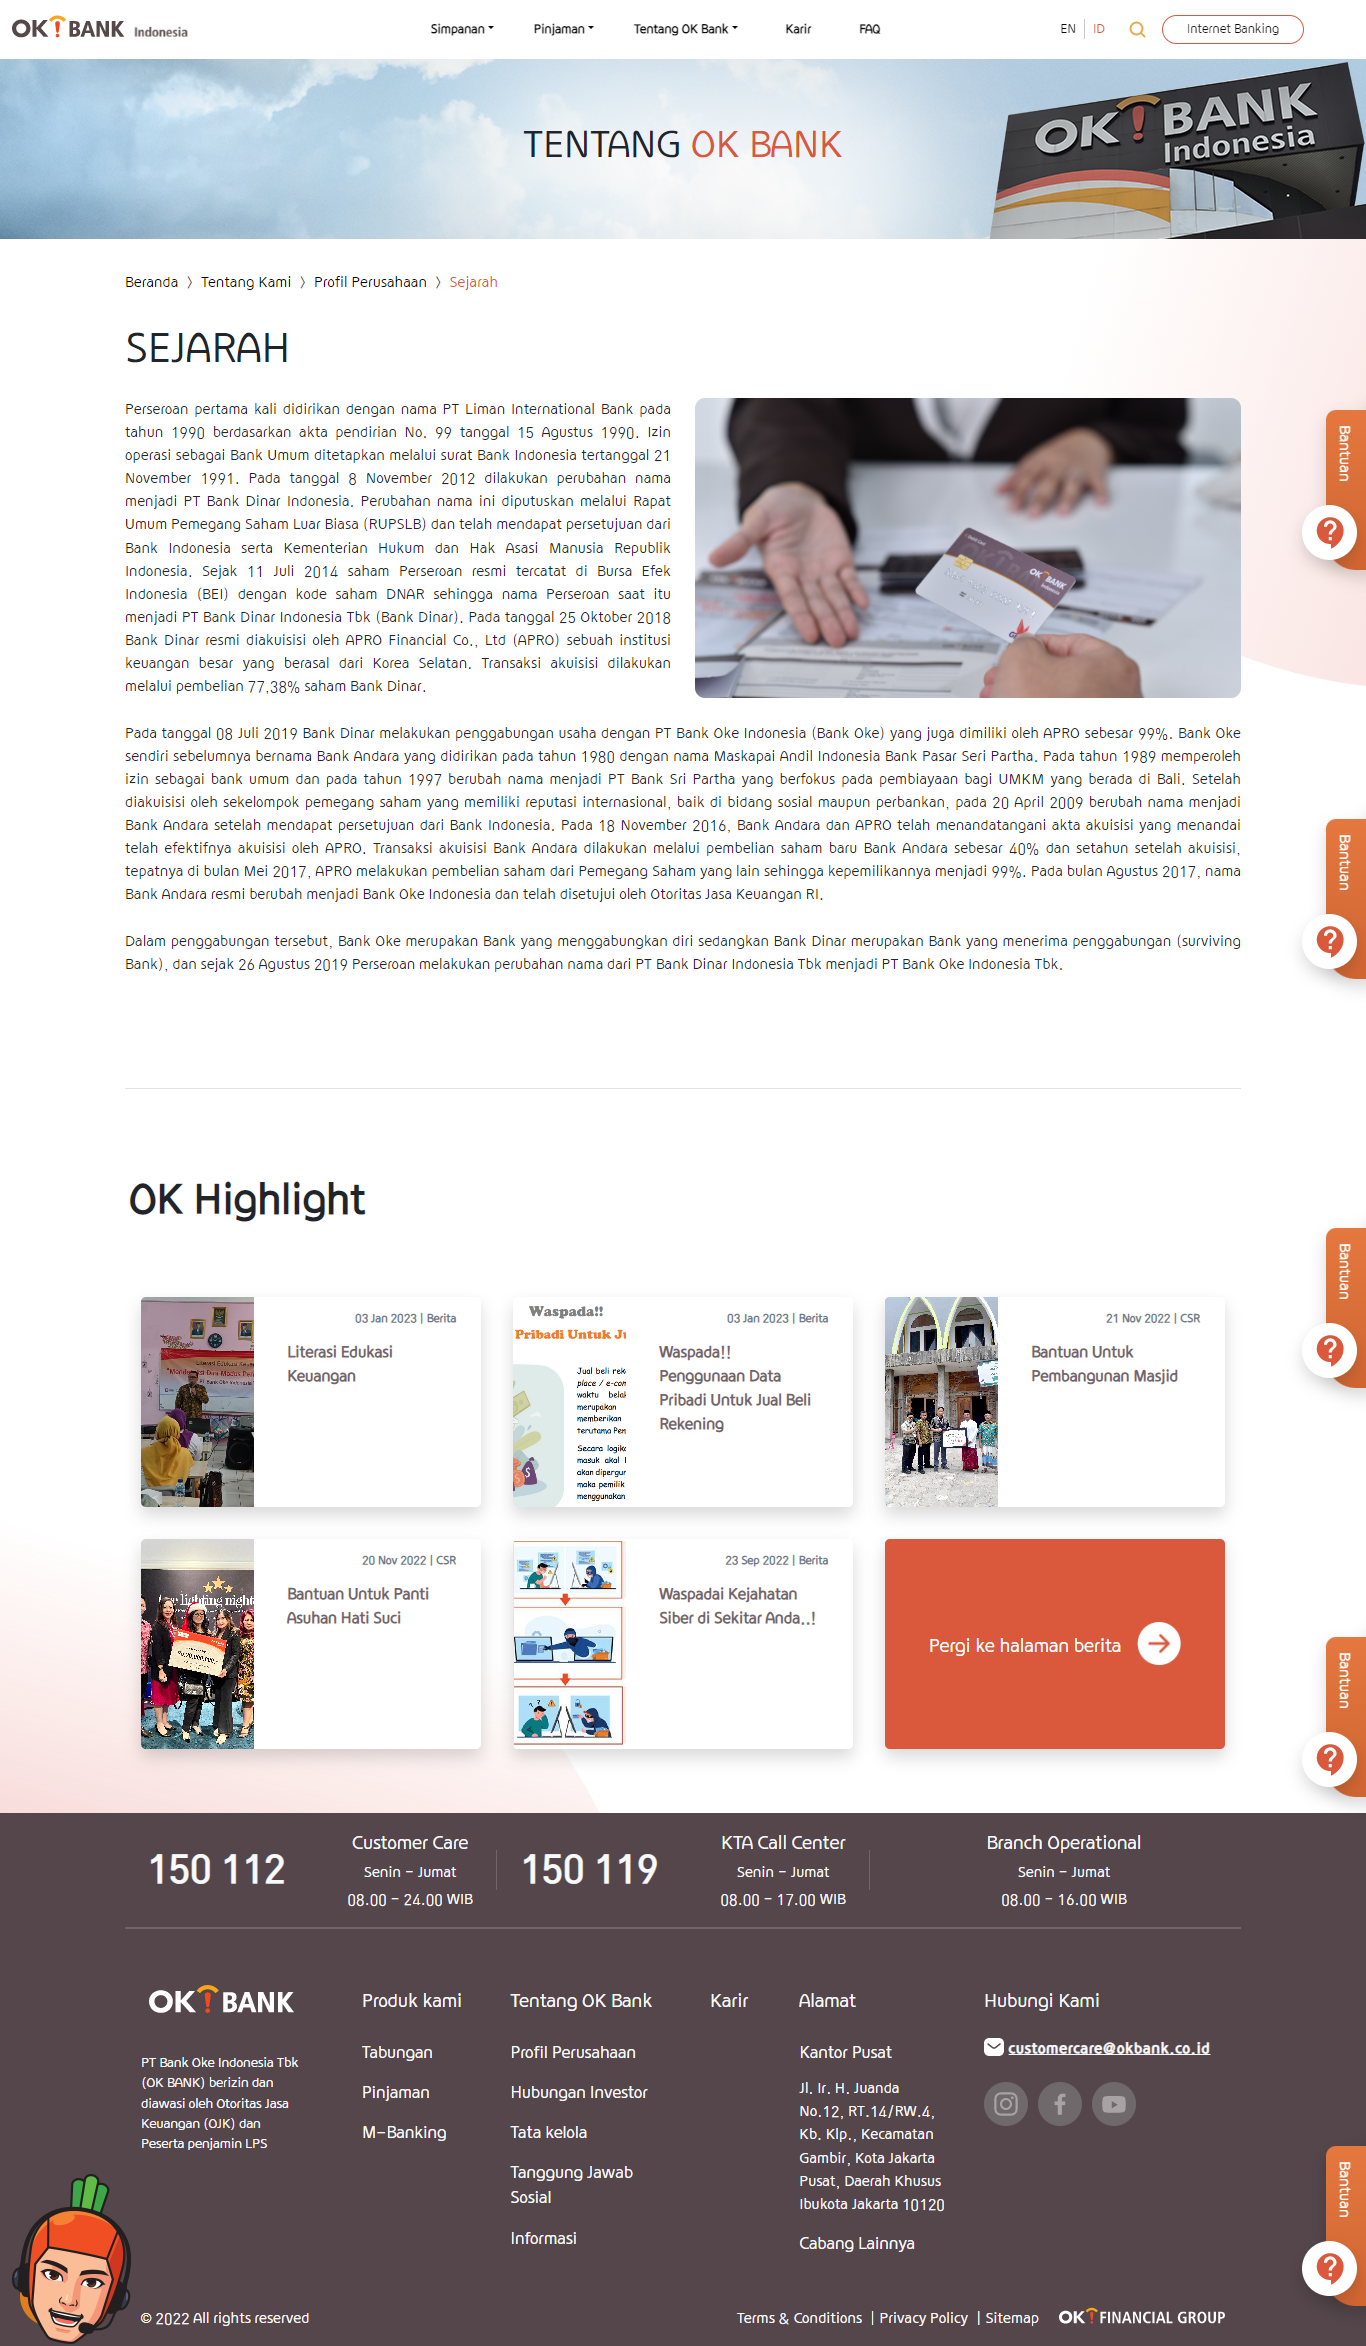 OK! BANK Indonesia
Simpanan
Pinjaman
Tentang OK Bank
Karir
FAQ
EN
ID
Internet Banking
TENTANG OK BANK
OK BANK
Indonesia
Beranda > Tentang Kami > Profil Perusahaan > Sejarah
SEJARAH
Perseroan pertama kali didirikan dengan nama PT Liman International Bank pada
tahun 1990 berdasarkan akta pendirian No. 99 tanggal 15 Agustus 1990. Izin
operasi sebagai Bank Umum ditetapkan melalui surat Bank Indonesia tertanggal 21
November 1991. Pada tanggal 8 November 2012 dilakukan perubahan nama
menjadi PT Bank Dinar Indonesia. Perubahan nama ini diputuskan melalui Rapat
Umum Pemegang Saham Luar Biasa (RUPSLB) dan telah mendapat persetujuan dari
Bank Indonesia serta Kementerian Hukum dan Hak Asasi Manusia Republik
Indonesia. Sejak 11 Juli 2014 saham Perseroan resmi tercatat di Bursa Efek
Indonesia (BEI) dengan kode saham DNAR sehingga nama Perseroan saat itu
menjadi PT Bank Dinar Indonesia Tbk (Bank Dinar). Pada tanggal 25 Oktober 2018
Bank Dinar resmi diakuisisi oleh APRO Financial Co., Ltd (APRO) sebuah institusi
keuangan besar yang berasal dari Korea Selatan. Transaksi akuisisi dilakukan
melalui pembelian 77,38% saham Bank Dinar.
OK BANK
Pada tanggal 08 Juli 2019 Bank Dinar melakukan penggabungan usaha dengan PT Bank Oke Indonesia (Bank Oke) yang juga dimiliki oleh APRO sebesar 99%. Bank Oke
sendiri sebelumnya bernama Bank Andara yang didirikan pada tahun 1980 dengan nama Maskapai Andil Indonesia Bank Pasar Seri Partha. Pada tahun 1989 memperoleh
izin sebagai bank umum dan pada tahun 1997 berubah nama menjadi PT Bank Sri Partha yang berfokus pada pembiayaan bagi UMKM yang berada di Bali. Setelah
diakuisisi oleh sekelompok pemegang saham yang memiliki reputasi internasional, baik di bidang sosial maupun perbankan, pada 20 April 2009 berubah nama menjadi
Bank Andara setelah mendapat persetujuan dari Bank Indonesia. Pada 18 November 2016, Bank Andara dan APRO telah menandatangani akta akuisisi yang menandai
telah efektifnya akuisisi oleh APRO. Transaksi akuisisi Bank Andara dilakukan melalui pembelian saham baru Bank Andara sebesar 40% dan setahun setelah akuisisi,
tepatnya di bulan Mei 2017, APRO melakukan pembelian saham dari Pemegang Saham yang lain sehingga kepemilikannya menjadi 99%. Pada bulan Agustus 2017, nama
Bank Andara resmi berubah menjadi Bank Oke Indonesia dan telah disetujui oleh Otoritas Jasa Keuangan RI.
Dalam penggabungan tersebut, Bank Oke merupakan Bank yang menggabungkan diri sedangkan Bank Dinar merupakan Bank yang menerima penggabungan (surviving
Bank), dan sejak 26 Agustus 2019 Perseroan melakukan perubahan nama dari PT Bank Dinar Indonesia Tbk menjadi PT Bank Oke Indonesia Tbk.
Bantuan
Bantuan
Bantuan
Bantuan
Bantuan
OK Highlight
03 Jan 2023 | Berita
Literasi Edukasi
Keuangan
Waspada!!
Pribadi Untuk Ju
Jual beli reke
place / e-con
waktu belak
merupakan
memberikan
terutama Pen
Secara logika
masuk akal
akan dipergun
maka pemilik
menggunakan
03 Jan 2023 | Berita
Waspada!!
Penggunaan Data
Pribadi Untuk Jual Beli
Rekening
21 Nov 2022 | CSR
Bantuan Untuk
Pembangunan Masjid
lighting night
20 Nov 2022 | CSR
Bantuan Untuk Panti
Asuhan Hati Suci
23 Sep 2022 | Berita
Waspadai Kejahatan
Siber di Sekitar Anda..!
Pergi ke halaman berita
150 112
Customer Care
Senin - Jumat
08.00 - 24.00 WIB
150 119
KTA Call Center
Senin - Jumat
08.00 - 17.00 WIB
Branch Operational
Senin - Jumat
08.00 - 16.00 WIB
OK! BANK
PT Bank Oke Indonesia Tbk
(OK BANK) berizin dan
diawasi oleh Otoritas Jasa
Keuangan (OJK) dan
Peserta penjamin LPS
Produk kami
Tabungan
Pinjaman
M-Banking
Tentang OK Bank
Profil Perusahaan
Hubungan Investor
Tata kelola
Tanggung Jawab
Sosial
Informasi
Karir
Alamat
Kantor Pusat
Jl. Ir. H. Juanda
No.12, RT.14/RW.4,
Kb. Klp., Kecamatan
Gambir, Kota Jakarta
Pusat, Daerah Khusus
Ibukota Jakarta 10120
Cabang Lainnya
Hubungi Kami
customercare@okbank.co.id
© 2022 All rights reserved
Terms & Conditions | Privacy Policy | Sitemap
OK! FINANCIAL GROUP